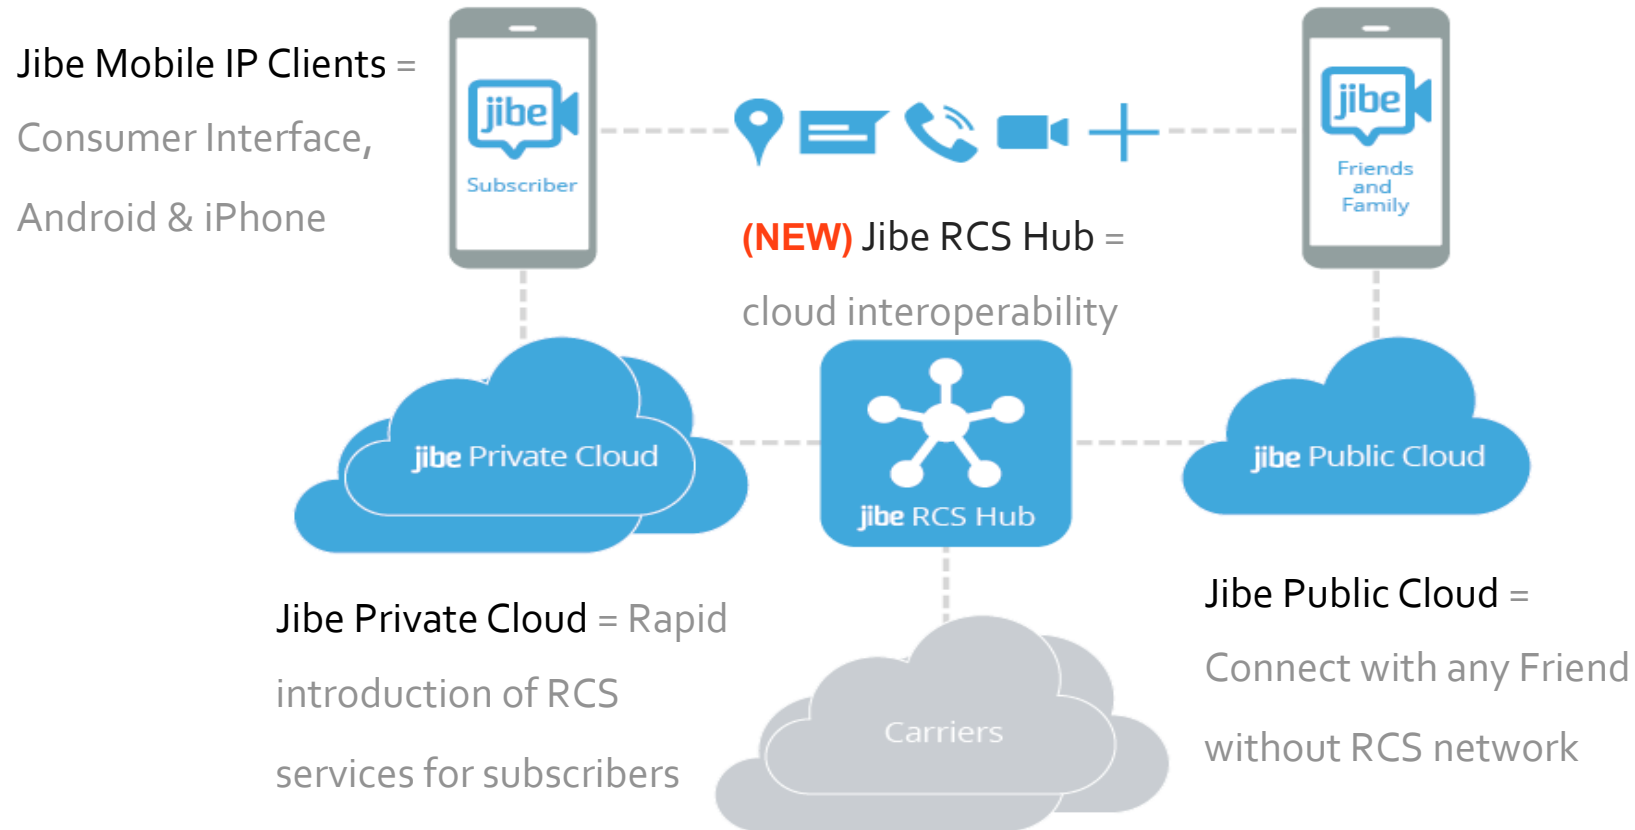 Jibe Mobile IP Clients =
Consumer Interface,
Android & iPhone
jibe
Subscriber
jibe
Friends
and
Family
(NEW) Jibe RCS Hub =
cloud interoperability
jibe Private Cloud
jibe RCS Hub
jibe Public Cloud
Jibe Private Cloud = Rapid
introduction of RCS
services for subscribers
Carriers
Jibe Public Cloud =
Connect with any Friend
without RCS network